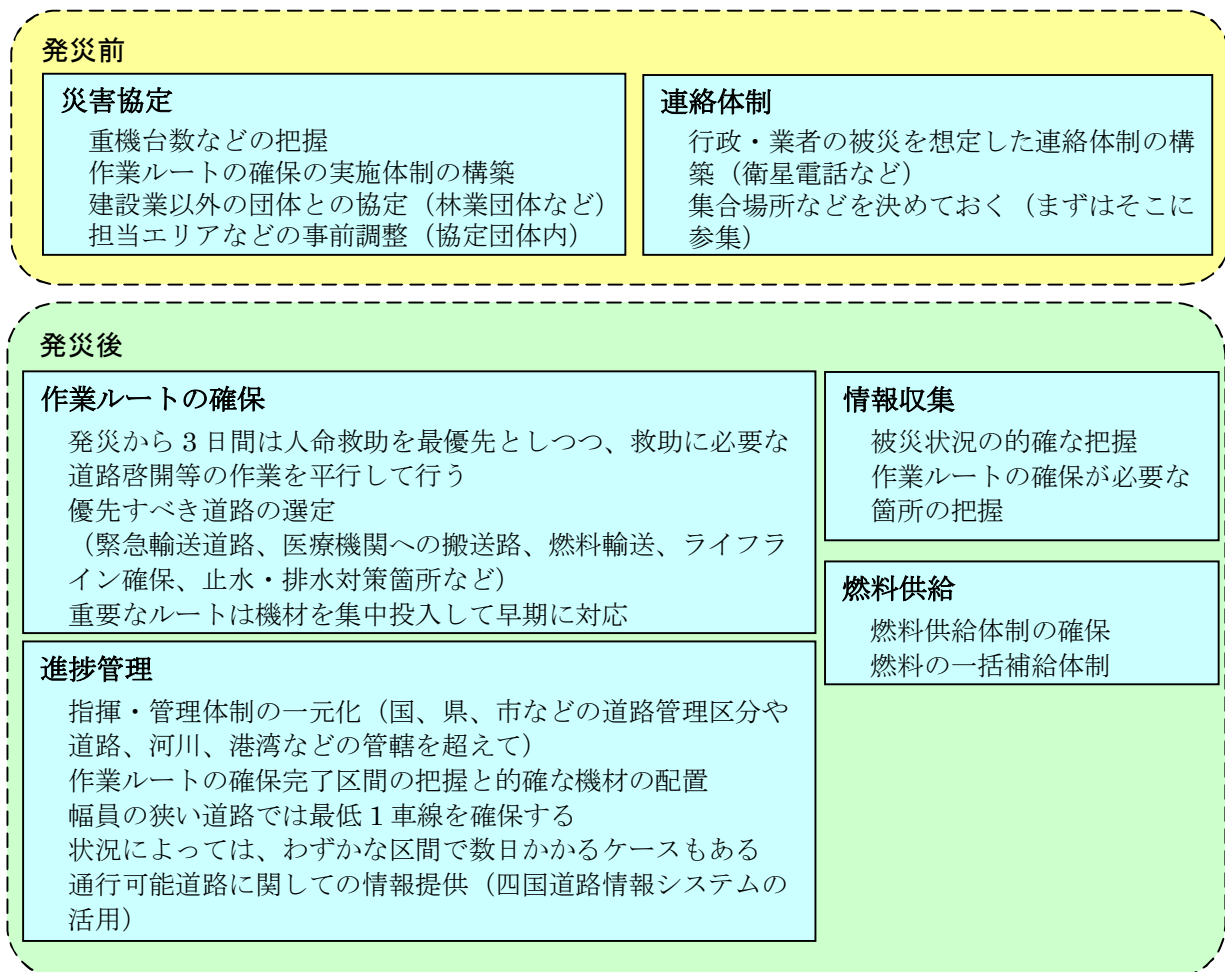 発災前
災害協定
重機台数などの把握
作業ルートの確保の実施体制の構築
建設業以外の団体との協定（林業団体など）
担当エリアなどの事前調整（協定団体内）
連絡体制
行政・業者の被災を想定した連絡体制の構
築（衛星電話など）
集合場所などを決めておく（まずはそこに
参集）
発災後
作業ルートの確保
発災から 3 日間は人命救助を最優先としつつ、救助に必要な
道路啓開等の作業を平行して行う
優先すべき道路の選定
（緊急輸送道路、医療機関への搬送路、燃料輸送、ライフラ
イン確保、止水・排水対策箇所など）
重要なルートは機材を集中投入して早期に対応
進捗管理
指揮・管理体制の一元化（国、県、市などの道路管理区分や
道路、河川、港湾などの管轄を超えて）
作業ルートの確保完了区間の把握と的確な機材の配置
幅員の狭い道路では最低 1 車線を確保する
状況によっては、わずかな区間で数日かかるケースもある
通行可能道路に関しての情報提供（四国道路情報システムの
活用）
情報収集
被災状況の的確な把握
作業ルートの確保が必要な
箇所の把握
燃料供給
燃料供給体制の確保
燃料の一括補給体制